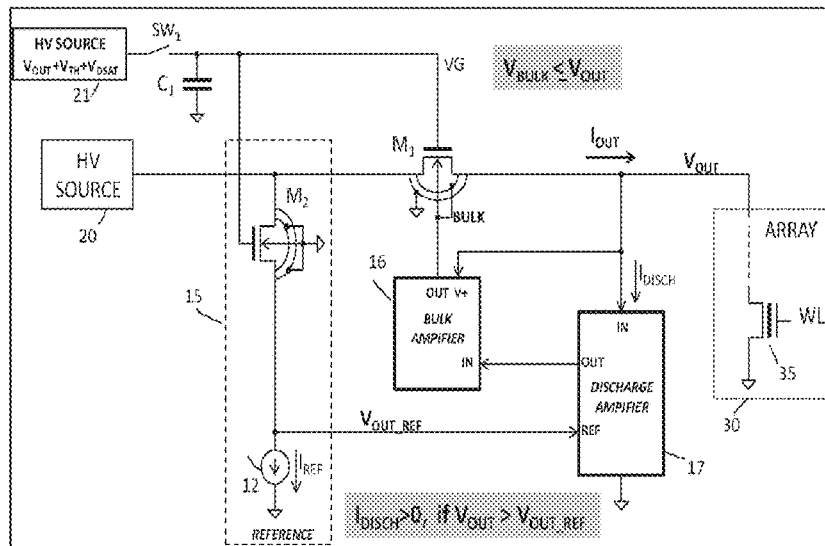 HV SOURCE
VOUT+VTH+VDSAT
21
SW1
C1
VG
VBULK ≤ VOUT
HV
SOURCE
20
M1
IOUT
VOUT
M2
BULK
ARRAY
15
16
OUT V+
BULK
AMPIFIER
IN
IDISCH
IN
OUT
DISCHARGE
AMPIFIER
REF
WL
35
30
VOUT_REF
17
12
IREF
REFERENCE
IDISCH>0, if VOUT > VOUT_REF